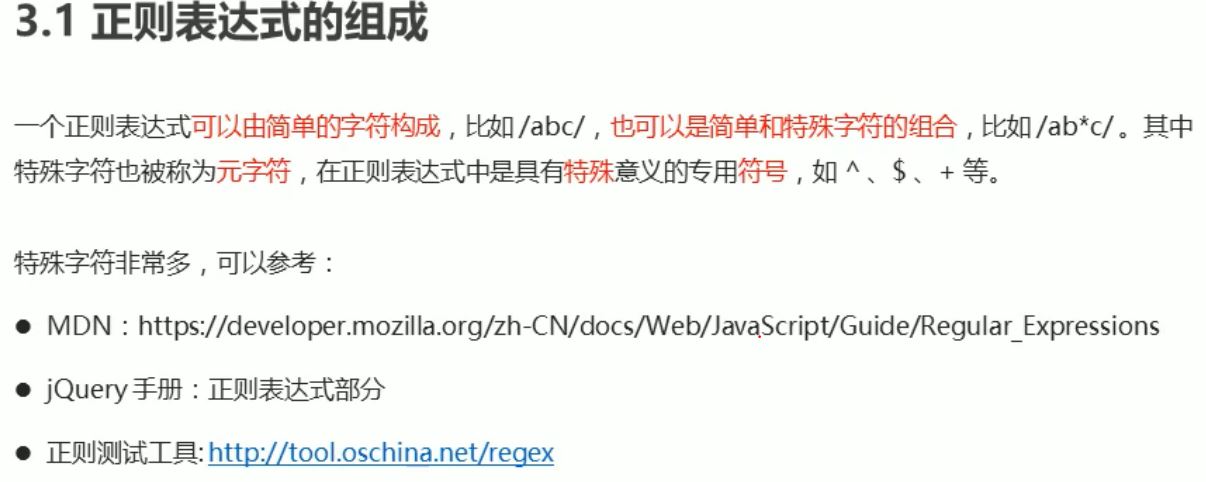 3.1 正则表达式的组成
一个正则表达式可以由简单的字符构成，比如 /abc/，也可以是简单和特殊字符的组合，比如 /ab*c/ 。其中
特殊字符也被称为元字符，在正则表达式中是具有特殊意义的专用符号，如 ^ 、$ 、+ 等。
特殊字符非常多，可以参考：
● MDN：https://developer.mozilla.org/zh-CN/docs/Web/JavaScript/Guide/Regular_Expressions
● jQuery 手册：正则表达式部分
● 正则测试工具: http://tool.oschina.net/regex